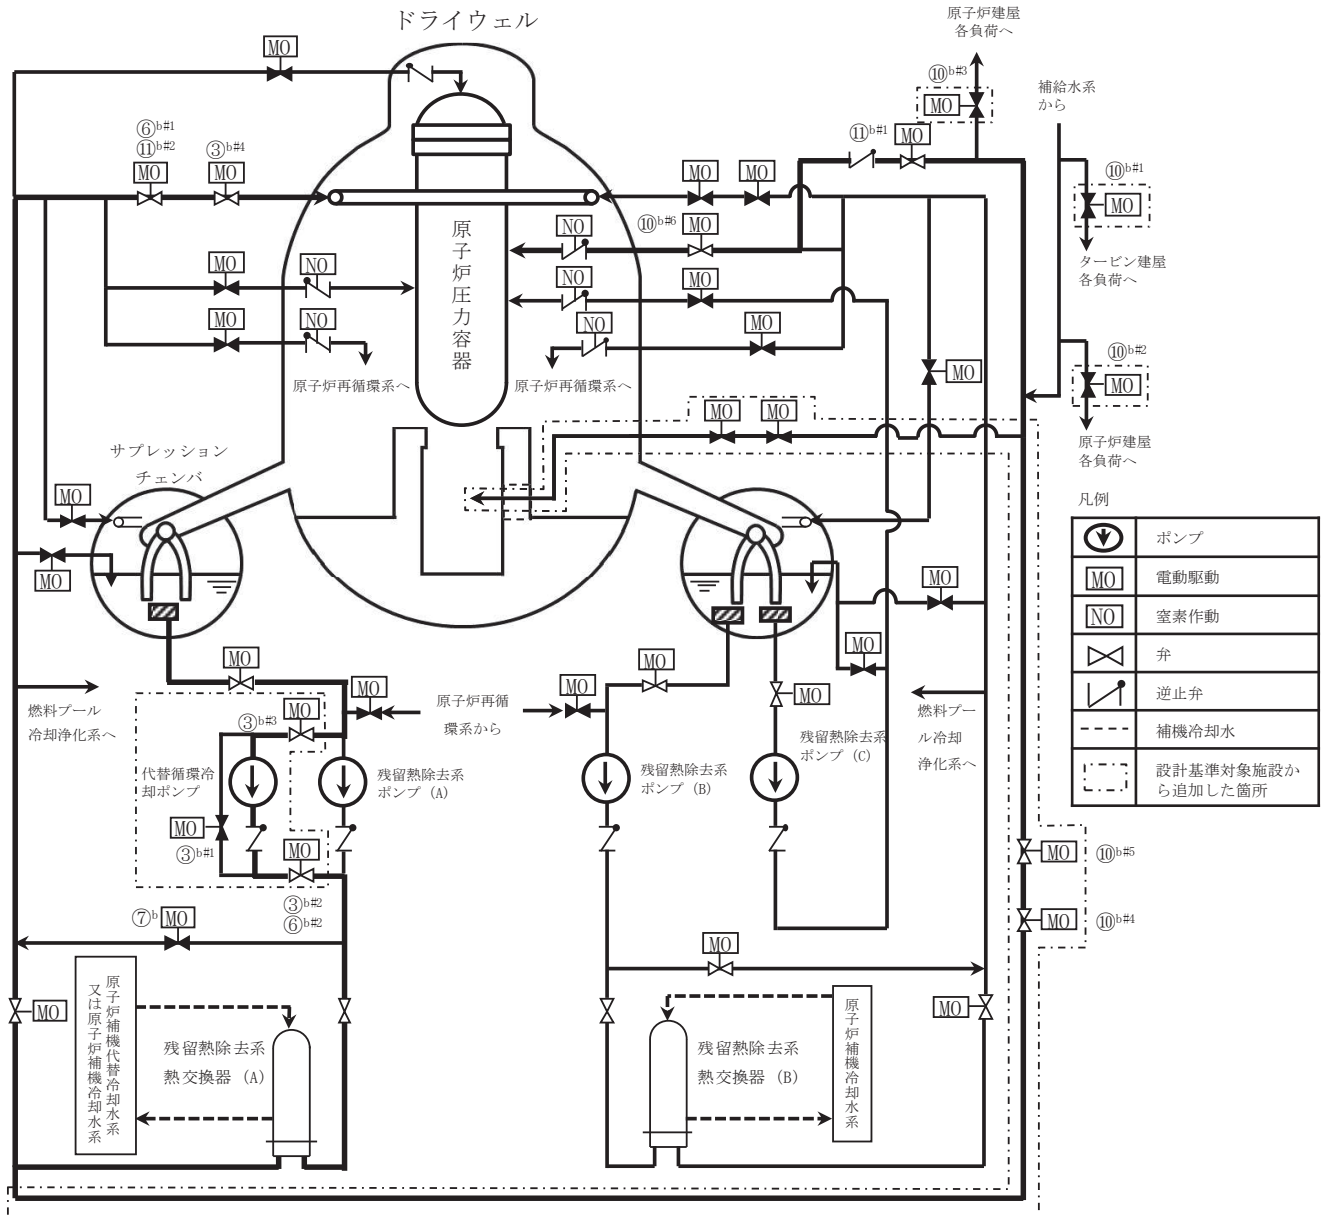 ドライウェル
原子炉建屋
各負荷へ
MO
⑩b#3
MO
補給水系
から
⑥b#1
⑪b#2
MO
③b#4
MO
⑪b#1
MO
MO
MO
⑩b#1
MO
タービン建屋
各負荷へ
原子炉圧力容器
NO
⑩b#6
MO
MO
NO
NO
MO
MO
NO
NO
MO
原子炉再循環系へ
原子炉再循環系へ
MO
⑩b#2
MO
原子炉建屋
各負荷へ
MO
MO
サプレッション
チェンバ
MO
MO
凡例
ポンプ
MO
電動駆動
NO
窒素作動
弁
逆止弁
補機冷却水
設計基準対象施設か
ら追加した箇所
MO
MO
MO
MO
MO
MO
MO
燃料プール
冷却浄化系へ
原子炉再循
環系から
③b#3
MO
燃料プー
ル冷却
浄化系へ
代替循環冷
却ポンプ
残留熱除去系
ポンプ（A）
残留熱除去系
ポンプ（B）
残留熱除去系
ポンプ（C）
MO
③b#1
MO
③b#2
⑥b#2
MO
⑩b#5
⑦b
MO
MO
⑩b#4
MO
MO
MO
原子炉補機代替冷却水系
又は原子炉補機冷却水系
残留熱除去系
熱交換器（A）
残留熱除去系
熱交換器（B）
原子炉補機冷却水系